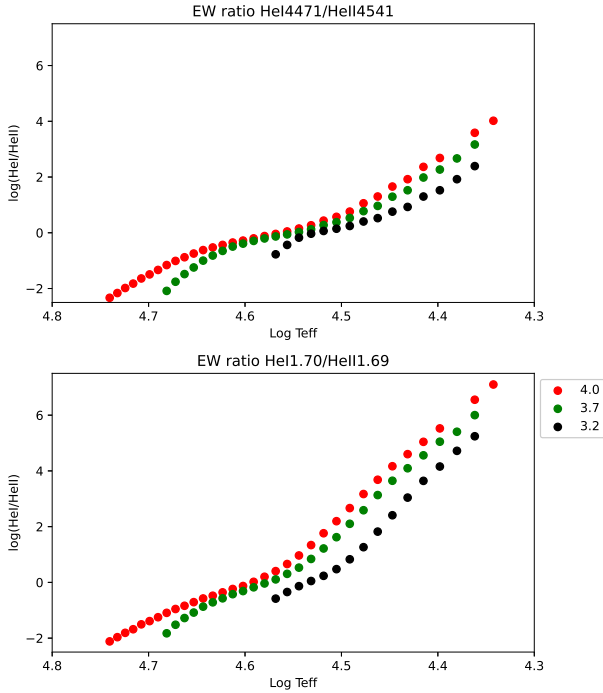 EW ratio HeI4471/HeII4541
6
4
2
0
−2
log(HeI/HeII)
4.8 4.7 4.6 4.5 4.4 4.3
Log Teff
EW ratio HeI1.70/HeII1.69
6
4
2
0
−2
log(HeI/HeII)
4.8 4.7 4.6 4.5 4.4 4.3
Log Teff
4.0
3.7
3.2